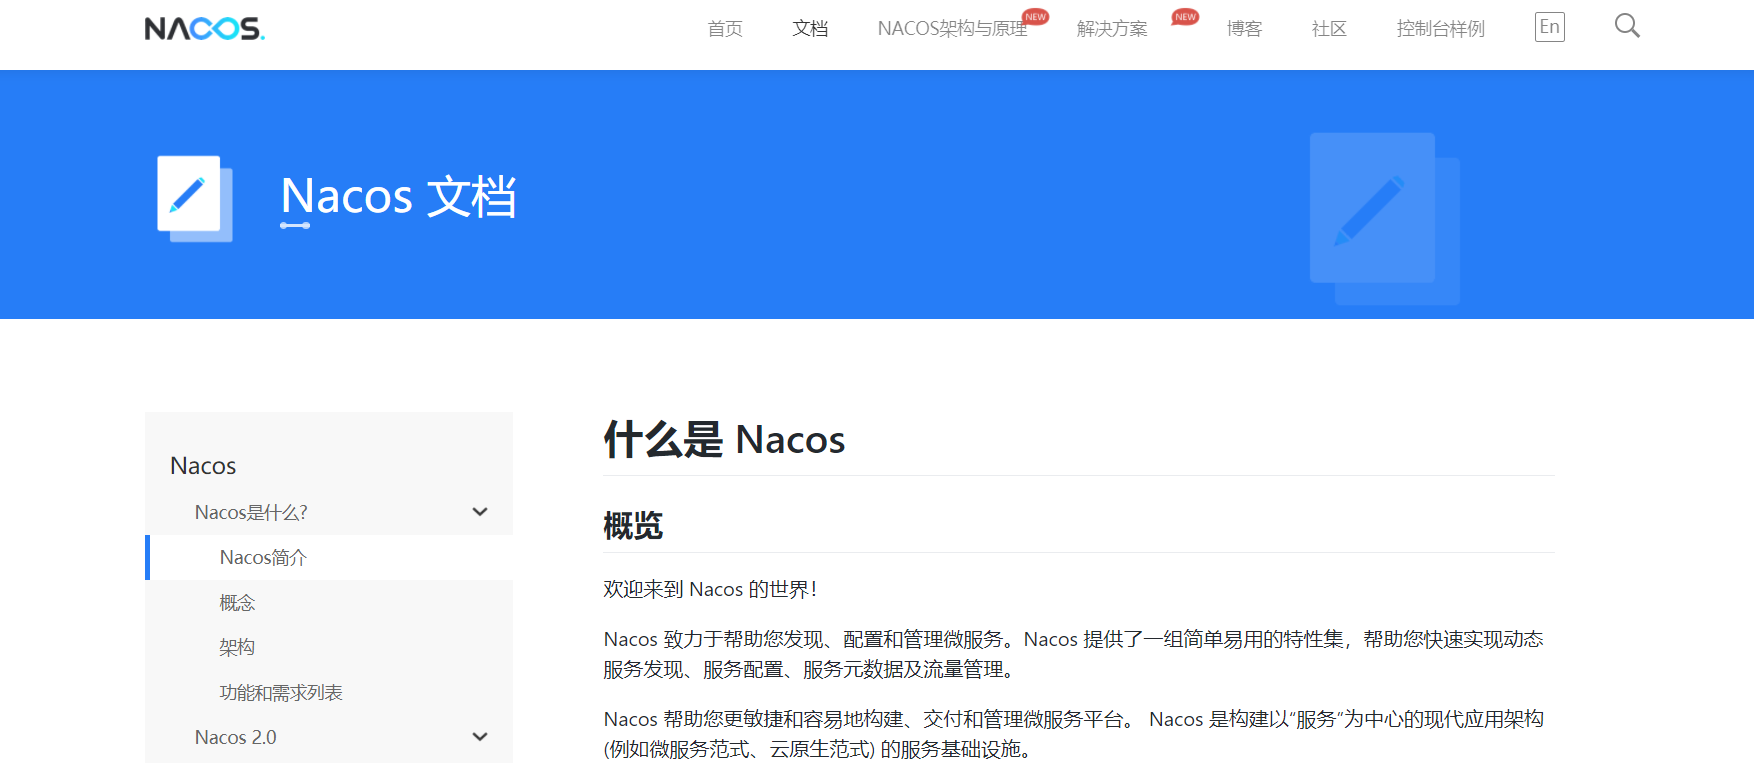 NACOS.
首页
文档
NACOS架构与原理
NEW
解决方案
NEW
博客
社区
控制台样例
En
Nacos 文档
Nacos
Nacos是什么?
Nacos简介
概念
架构
功能和需求列表
Nacos 2.0
什么是 Nacos
概览
欢迎来到 Nacos 的世界！
Nacos 致力于帮助您发现、配置和管理微服务。Nacos 提供了一组简单易用的特性集，帮助您快速实现动态
服务发现、服务配置、服务元数据及流量管理。
Nacos 帮助您更敏捷和容易地构建、交付和管理微服务平台。 Nacos 是构建以“服务”为中心的现代应用架构
(例如微服务范式、云原生范式) 的服务基础设施。